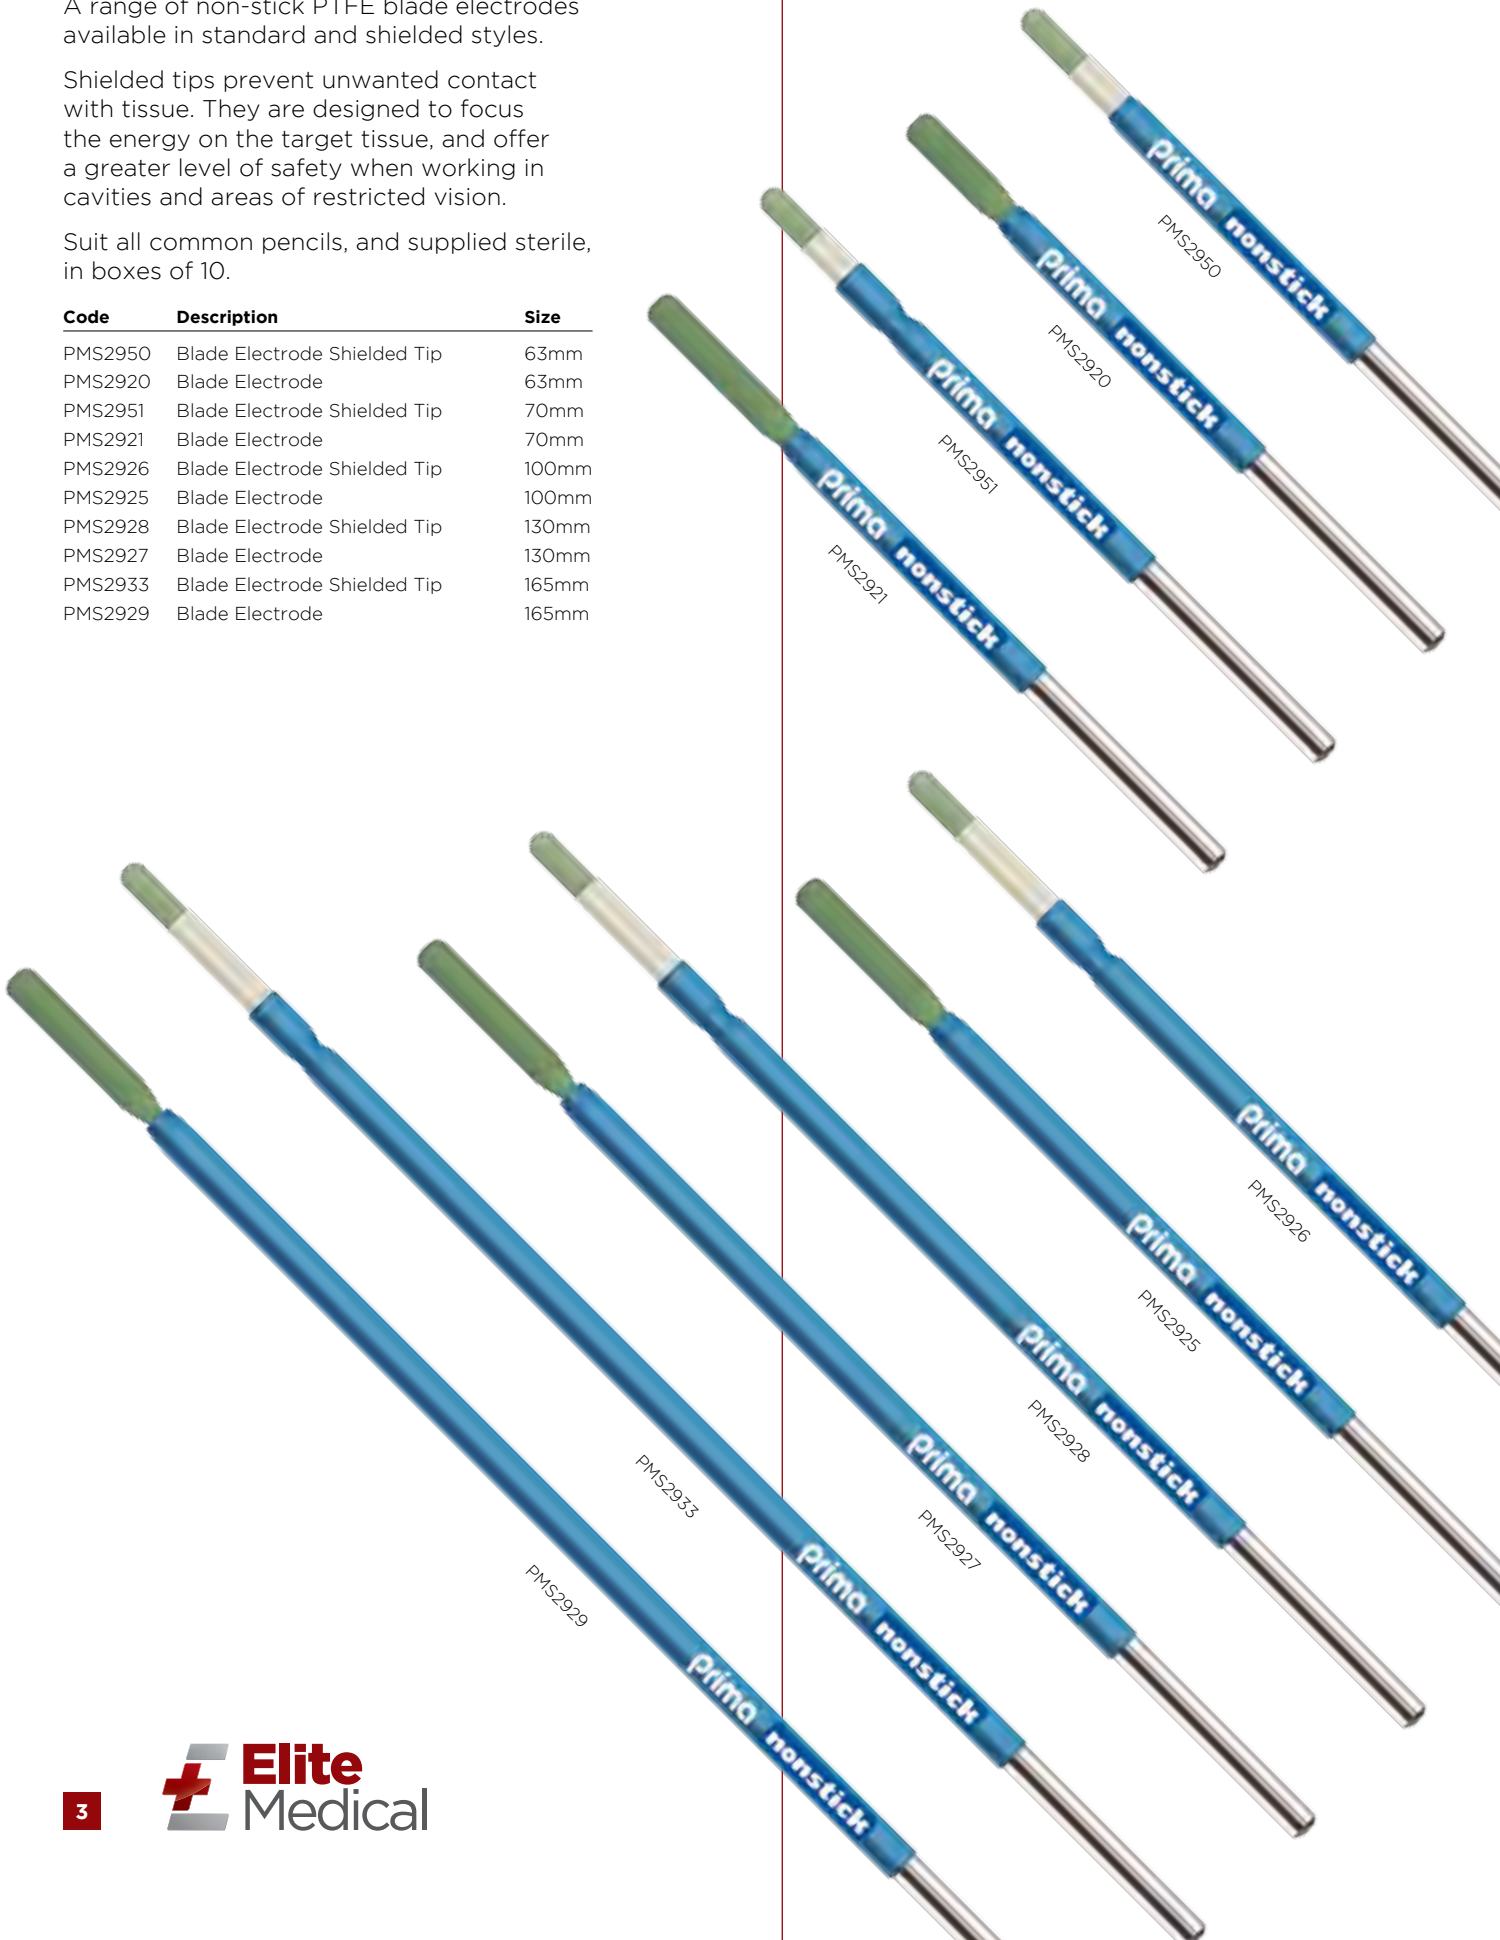 A range of non-stick PTFE blade electrodes
available in standard and shielded styles.
Shielded tips prevent unwanted contact
with tissue. They are designed to focus
the energy on the target tissue, and offer
a greater level of safety when working in
cavities and areas of restricted vision.
Suit all common pencils, and supplied sterile,
in boxes of 10.
Code Description Size
PMS2950 Blade Electrode Shielded Tip 63mm
PMS2920 Blade Electrode 63mm
PMS2951 Blade Electrode Shielded Tip 70mm
PMS2921 Blade Electrode 70mm
PMS2926 Blade Electrode Shielded Tip 100mm
PMS2925 Blade Electrode 100mm
PMS2928 Blade Electrode Shielded Tip 130mm
PMS2927 Blade Electrode 130mm
PMS2933 Blade Electrode Shielded Tip 165mm
PMS2929 Blade Electrode 165mm
prima nonstick
PMS2950
prima nonstick
PMS2920
prima nonstick
PMS2951
prima nonstick
PMS2921
prima nonstick
PMS2926
prima nonstick
PMS2925
prima nonstick
PMS2928
prima nonstick
PMS2927
prima nonstick
PMS2933
prima nonstick
PMS2929
3
Elite
Medical